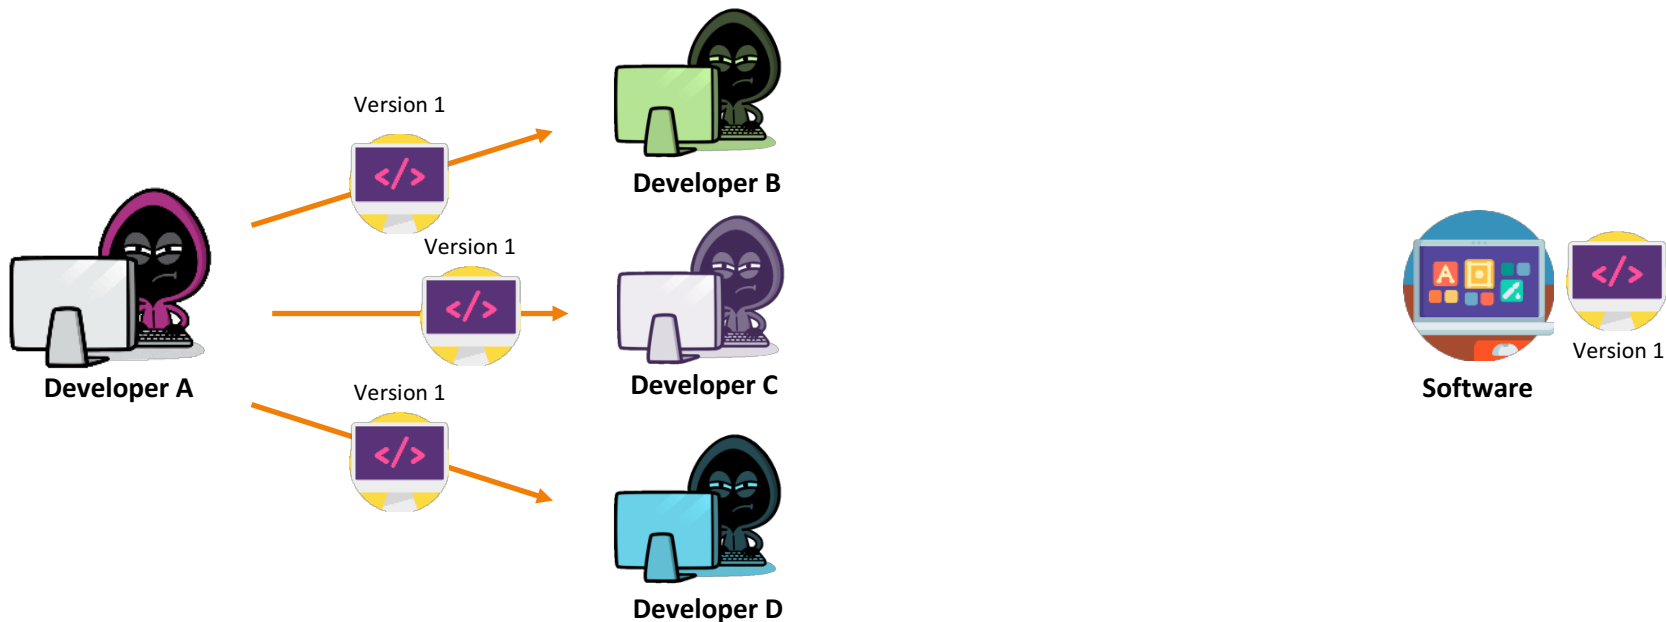 Version 1
Developer B
Version 1
Developer A
Version 1
Developer C
Developer D
Version 1
Software